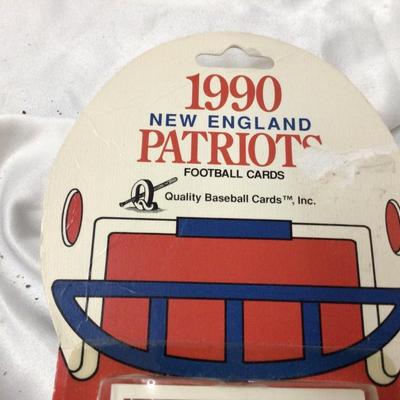 1990
NEW ENGLAND
PATRIOTS
FOOTBALL CARDS
Quality Baseball Cards™, Inc.